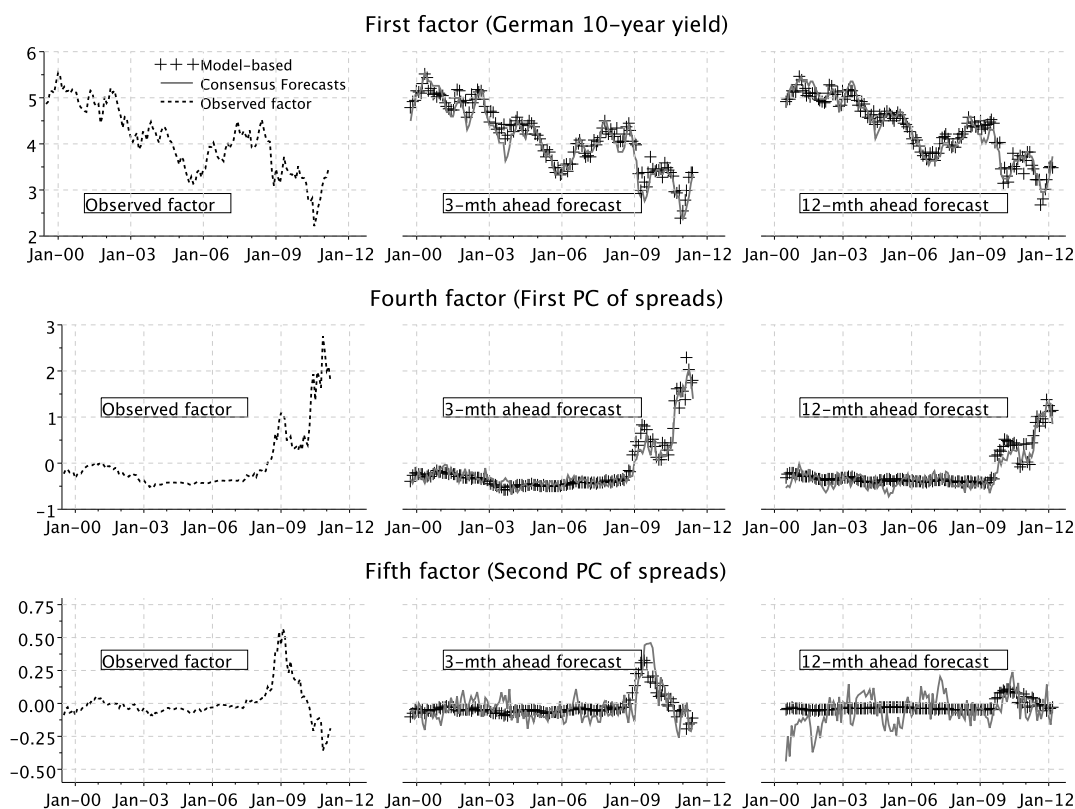 First factor (German 10−year yield)
6
5
4
3
2
+ + + Model−based
Consensus Forecasts
Observed factor
Observed factor
3−mth ahead forecast
12−mth ahead forecast
Jan−00 Jan−03 Jan−06 Jan−09 Jan−12
Jan−00 Jan−03 Jan−06 Jan−09 Jan−12
Jan−00 Jan−03 Jan−06 Jan−09 Jan−12
Fourth factor (First PC of spreads)
3
2
1
0
−1
Observed factor
3−mth ahead forecast
12−mth ahead forecast
Jan−00 Jan−03 Jan−06 Jan−09 Jan−12
Jan−00 Jan−03 Jan−06 Jan−09 Jan−12
Jan−00 Jan−03 Jan−06 Jan−09 Jan−12
Fifth factor (Second PC of spreads)
0.75
0.50
0.25
0.00
−0.25
−0.50
Observed factor
3−mth ahead forecast
12−mth ahead forecast
Jan−00 Jan−03 Jan−06 Jan−09 Jan−12
Jan−00 Jan−03 Jan−06 Jan−09 Jan−12
Jan−00 Jan−03 Jan−06 Jan−09 Jan−12